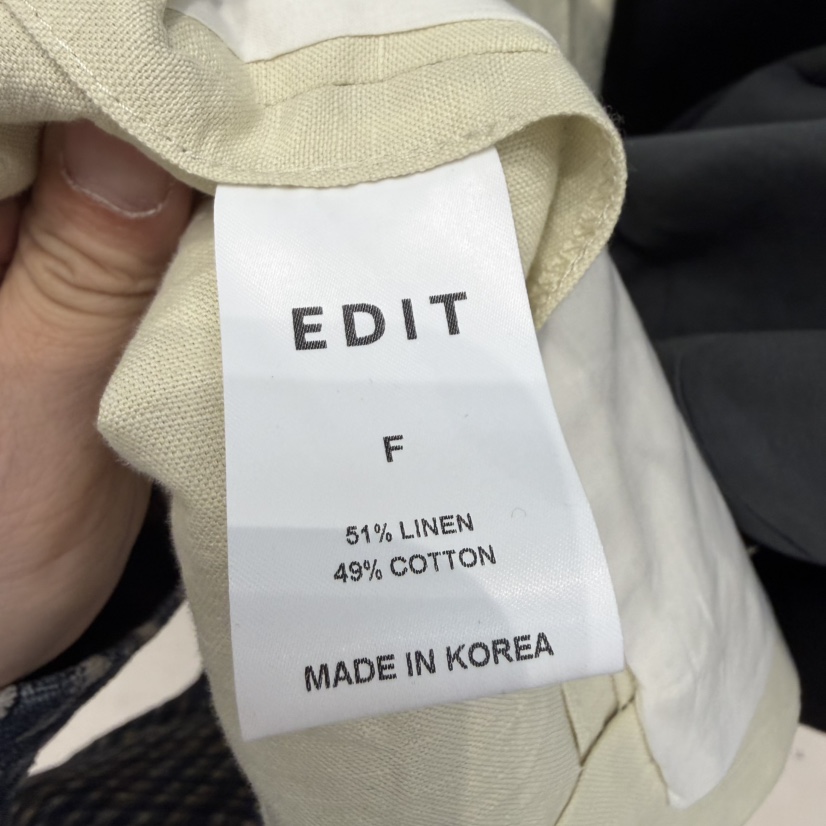 EDIT
F
51% LINEN
49% COTTON
MADE IN KOREA